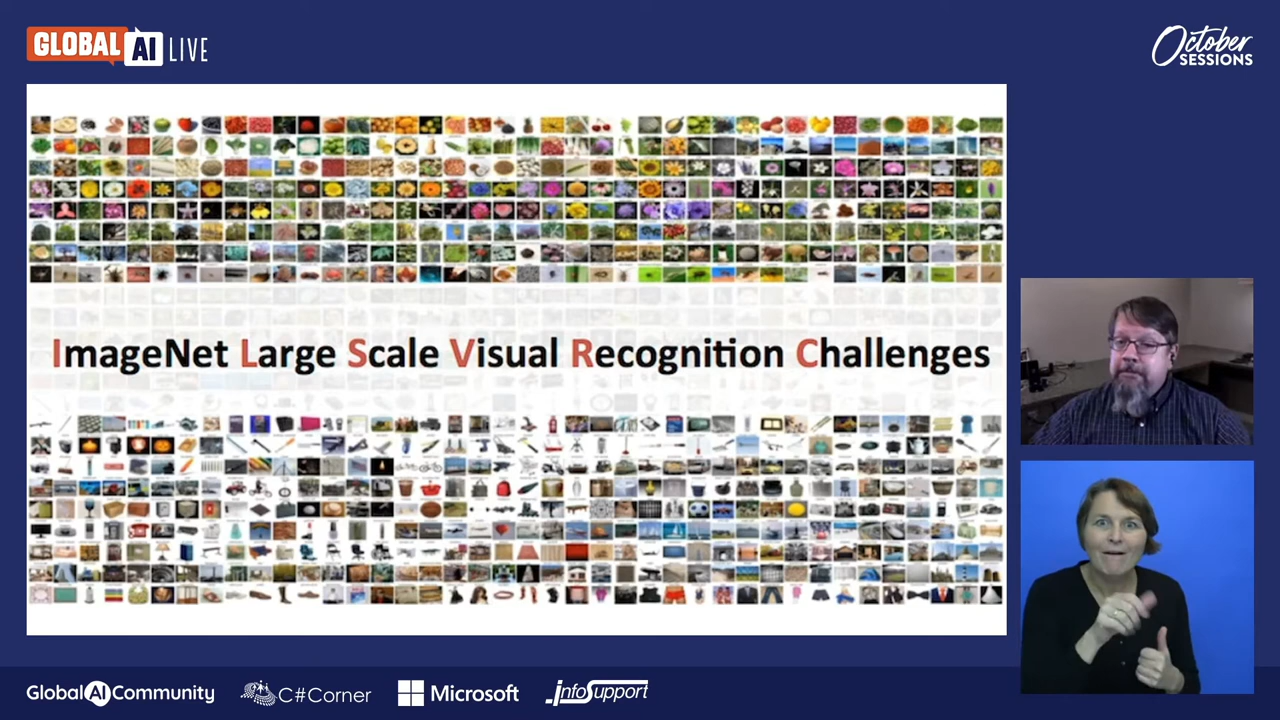 GLOBAL AI LIVE
October
SESSIONS
ImageNet Large Scale Visual Recognition Challenges
Global AI Community
C#Corner
Microsoft
infoSupport